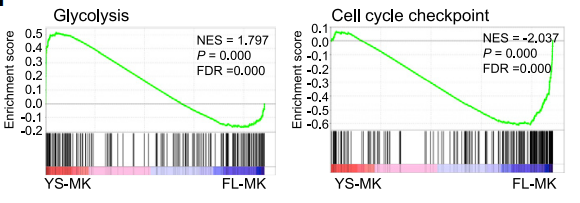 Glycolysis
Enrichment score
0.5
0.4
0.3
0.2
0.1
0.0
-0.1
-0.2
NES = 1.797
P = 0.000
FDR =0.000
YS-MK
FL-MK
Cell cycle checkpoint
Enrichment score
0.1
0.0
-0.1
-0.2
-0.3
-0.4
-0.5
-0.6
NES = -2.037
P = 0.000
FDR =0.000
YS-MK
FL-MK